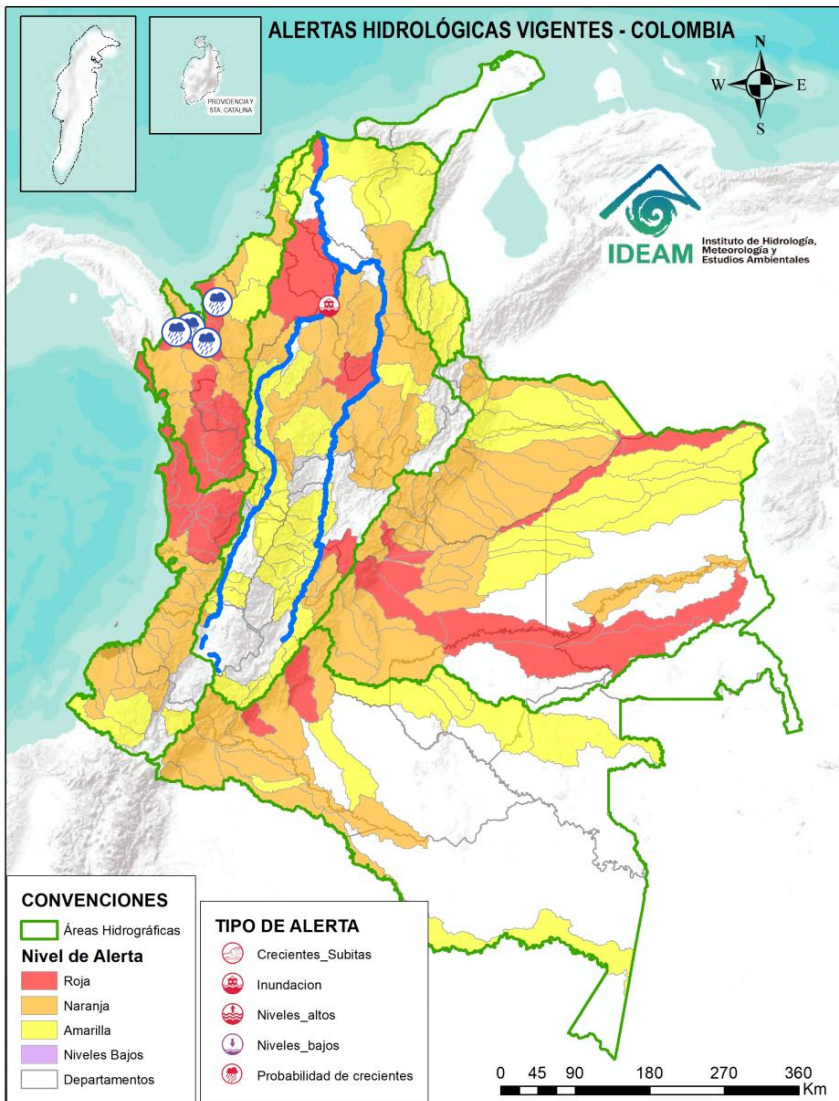 ALERTAS HIDROLÓGICAS VIGENTES - COLOMBIA
PROVIDENCIA Y
STA. CATALINA
N
W
E
S
IDEAM
Instituto de Hidrología,
Meteorología y
Estudios Ambientales
CONVENCIONES
Áreas Hidrográficas
Nivel de Alerta
Roja
Naranja
Amarilla
Niveles Bajos
Departamentos
TIPO DE ALERTA
Crecientes_Subitas
Inundacion
Niveles_altos
Niveles_bajos
Probabilidad de crecientes
0 45 90 180 270 360
Km